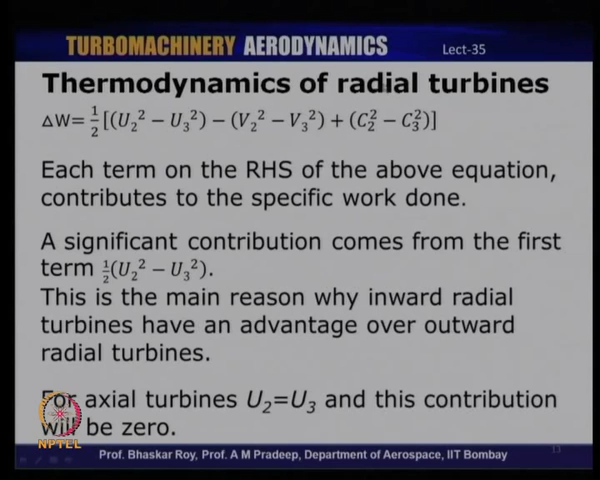 TURBOMACHINERY AERODYNAMICS Lect-35
Thermodynamics of radial turbines
ΔW= ½[(U₂² − U₃²) − (V₂² − V₃²) + (C₂² − C₃²)]
Each term on the RHS of the above equation,
contributes to the specific work done.
A significant contribution comes from the first
term ½(U₂² − U₃²).
This is the main reason why inward radial
turbines have an advantage over outward
radial turbines.
For axial turbines U₂=U₃ and this contribution
will be zero.
NPTEL
Prof. Bhaskar Roy, Prof. A M Pradeep, Department of Aerospace, IIT Bombay
13